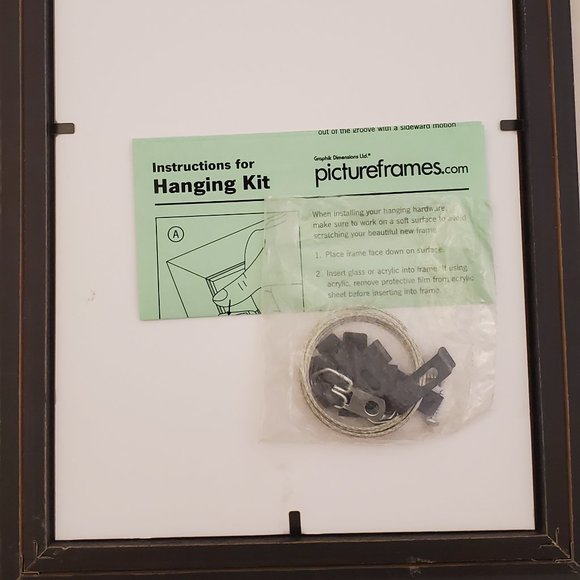 out of the groove with a sideward motion
Instructions for
Hanging Kit
Graphik Dimensions Ltd.®
pictureframes.com
A
When installing your hanging hardware,
make sure to work on a soft surface to avoid
scratching your beautiful new frame.
1. Place frame face down on surface.
2. Insert glass or acrylic into frame. If using
acrylic, remove protective film from acrylic
sheet before inserting into frame.